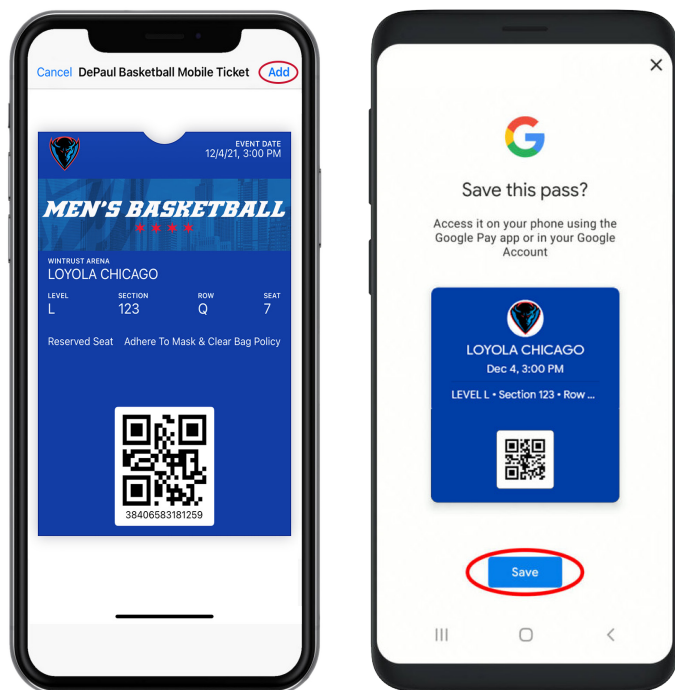 Cancel DePaul Basketball Mobile Ticket Add
EVENT DATE
12/4/21, 3:00 PM
MEN'S BASKETBALL
WINTRUST ARENA
LOYOLA CHICAGO
LEVEL SECTION ROW SEAT
L 123 Q 7
Reserved Seat Adhere To Mask & Clear Bag Policy
38406583181259
Save this pass?
Access it on your phone using the
Google Pay app or in your Google
Account
LOYOLA CHICAGO
Dec 4, 3:00 PM
LEVEL L • Section 123 • Row ...
Save